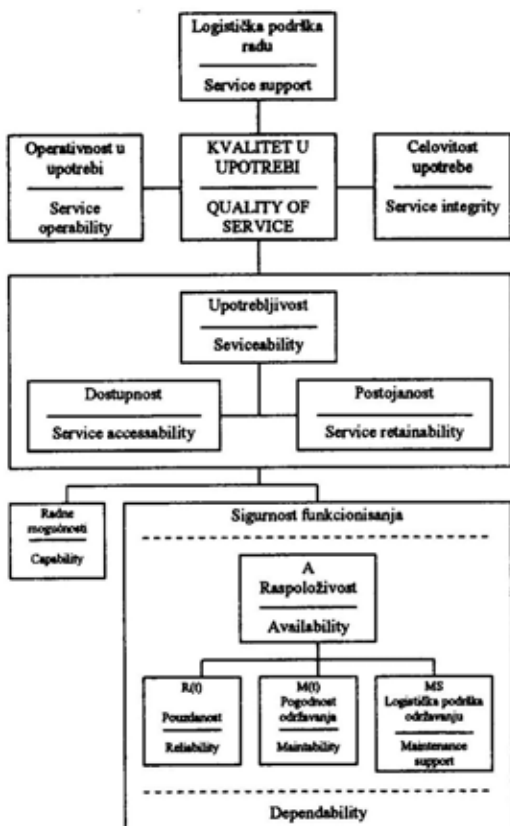 Logistička podrška
radu
Service support
Operativnost u
upotrebi
Service
operability
KVALITET U
UPOTREBI
QUALITY OF
SERVICE
Celovitost
upotrebe
Service integrity
Upotrebljivost
Seviceability
Dostupnost
Service accessability
Postojanost
Service retainability
Radne
mogućnosti
Capability
Sigurnost funkcionisanja
A
Raspoloživost
Availability
R(t)
Pouzdanost
Reliability
M(t)
Pogodnost
održavanja
Maintability
MS
Logistička podrška
održavanju
Maintenance
support
Dependability